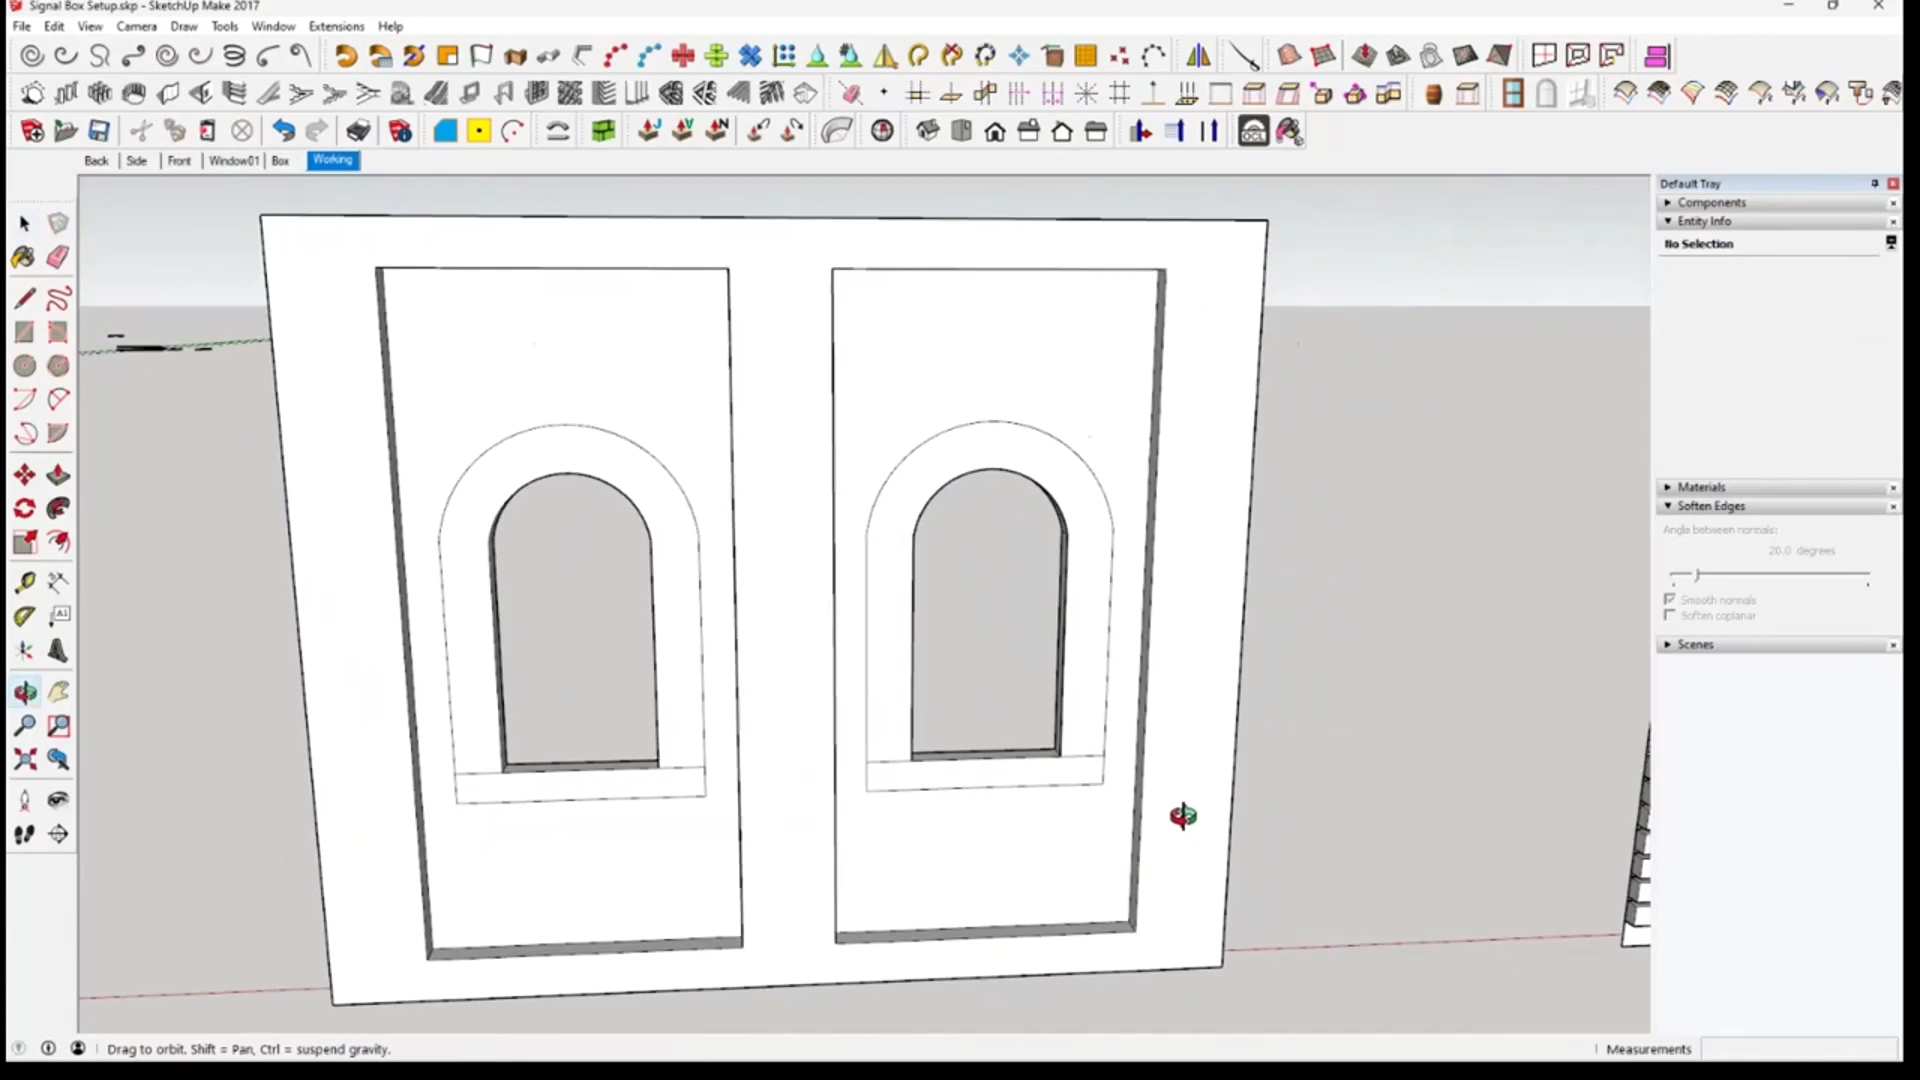 Signal Box Setup.skp - SketchUp Make 2017
File Edit View Camera Draw Tools Window Extensions Help
Back Side Front Window01 Box Working
Default Tray
Components
Entity Info
No Selection
Materials
Soften Edges
Angle between normals:
20.0 degrees
Smooth normals
Soften coplanar
Scenes
Drag to orbit. Shift = Pan, Ctrl = suspend gravity.
Measurements